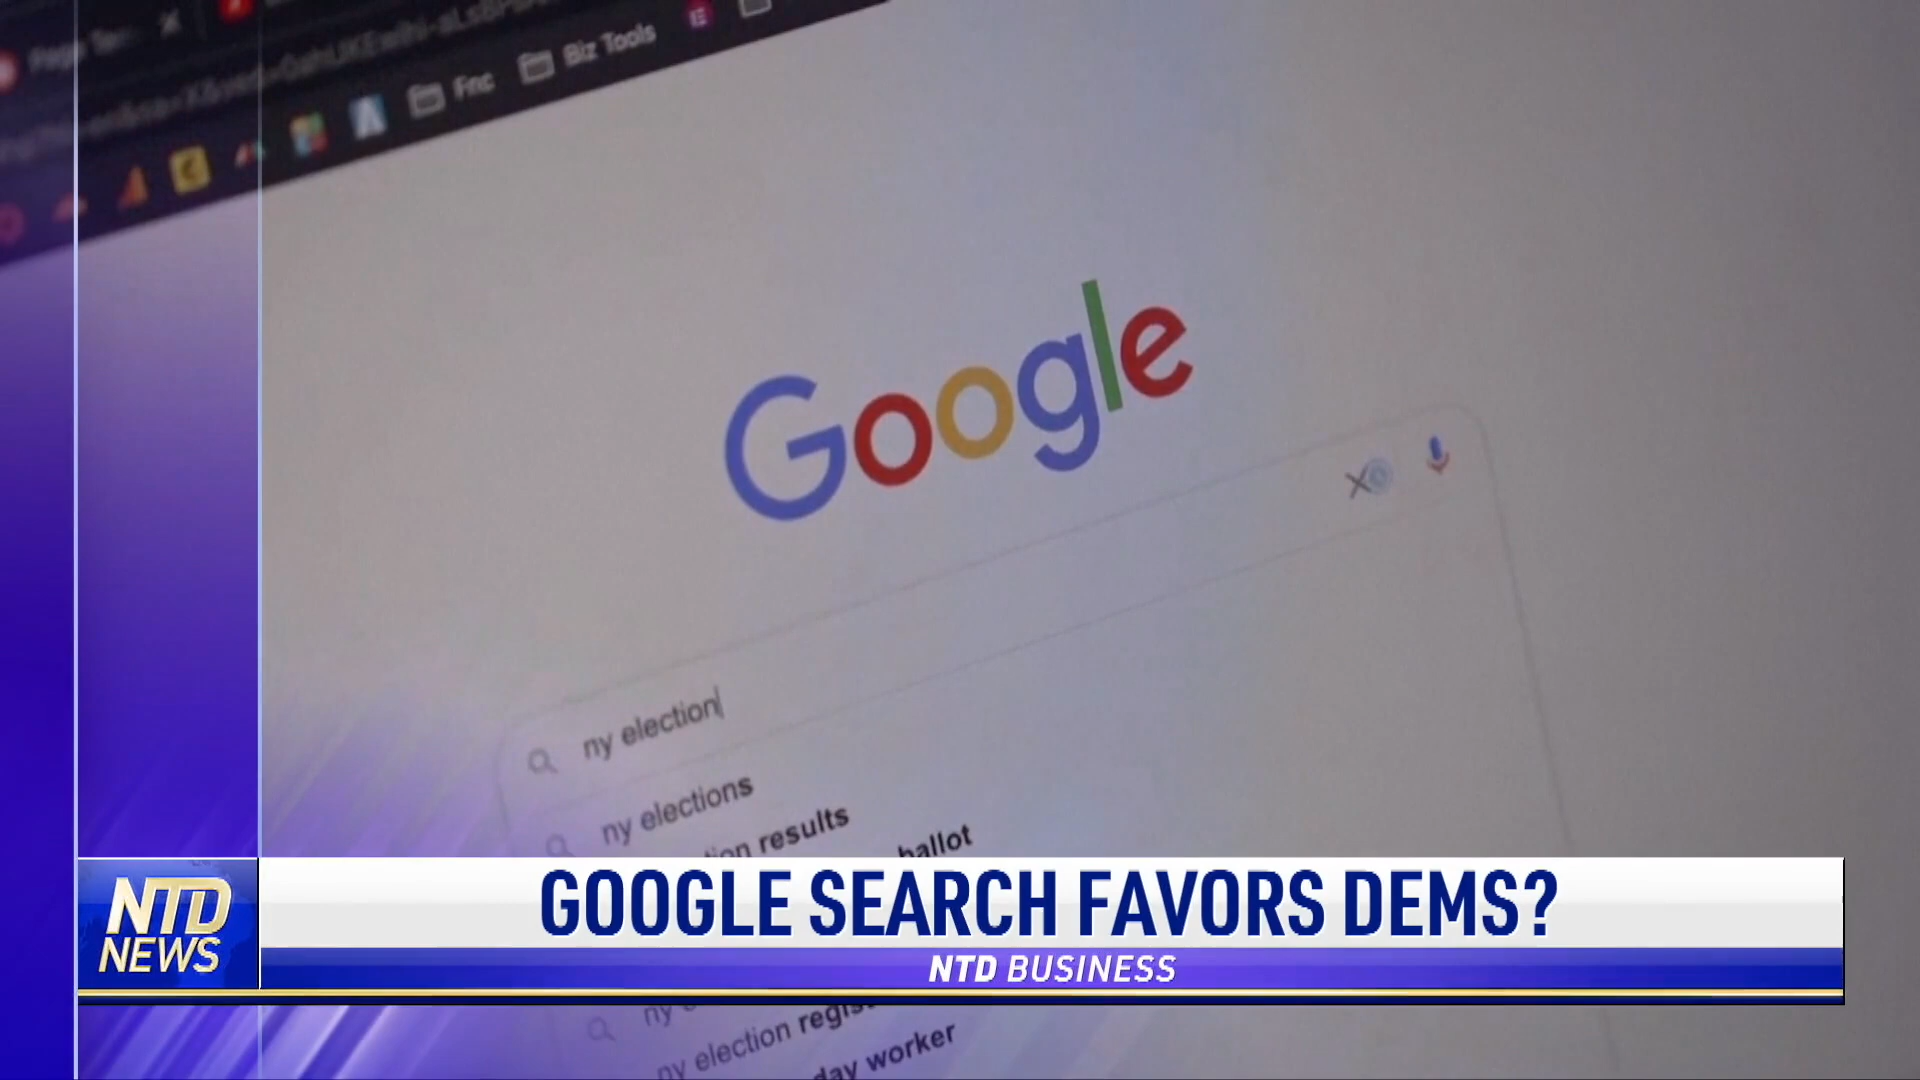 Fnc
Biz Tools
Google
ny election
ny elections
results
ballot
GOOGLE SEARCH FAVORS DEMS?
NTD
NEWS
NTD BUSINESS
ny
ny election
day worker